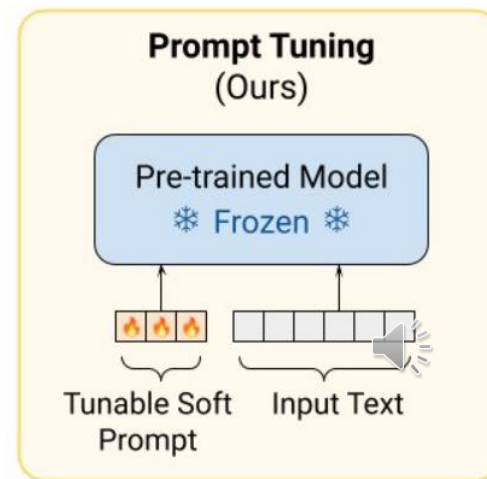 Prompt Tuning
(Ours)
Pre-trained Model
❄ Frozen ❄
Tunable Soft
Prompt
Input Text